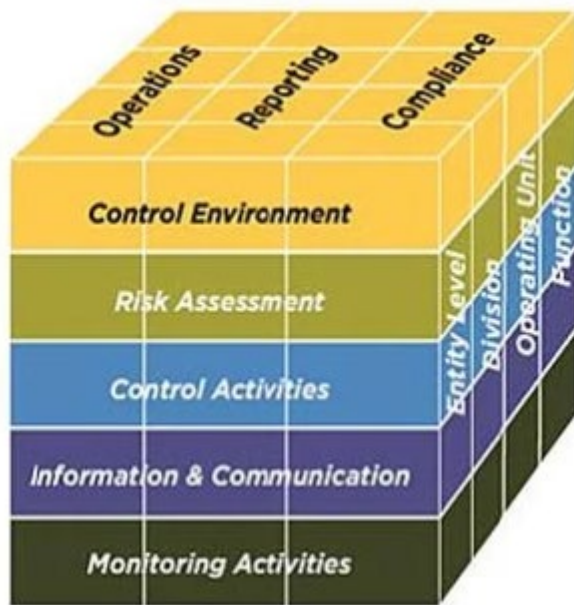 Operations
Reporting
Compliance
Control Environment
Risk Assessment
Control Activities
Information & Communication
Monitoring Activities
Entity Level
Division
Operating Unit
Function